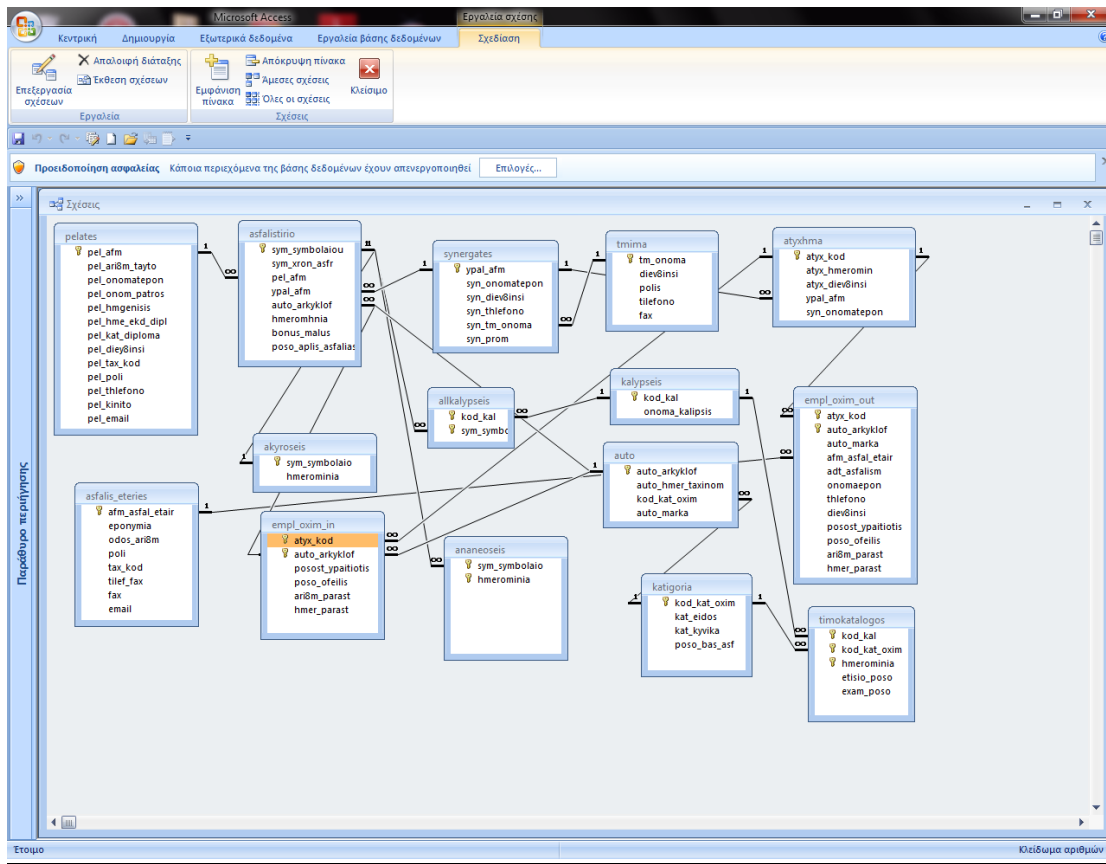 Microsoft Access
Εργαλεία σχέσης
Κεντρική Δημιουργία Εξωτερικά δεδομένα Εργαλεία βάσης δεδομένων Σχεδίαση
Επεξεργασία σχέσεων
Απαλοιφή διάταξης
Έκθεση σχέσεων
Εργαλεία
Εμφάνιση πίνακα
Απόκρυψη πίνακα
Άμεσες σχέσεις
Όλες οι σχέσεις
Κλείσιμο
Σχέσεις
Προειδοποίηση ασφαλείας Κάποια περιεχόμενα της βάσης δεδομένων έχουν απενεργοποιηθεί Επιλογές...
Παράθυρο περιήγησης
Σχέσεις
pelates
pel_afm
pel_ari8m_tayto
pel_onomatepon
pel_onom_patros
pel_hmgenisis
pel_hme_ekd_dipl
pel_kat_diploma
pel_dieyβinsi
pel_tax_kod
pel_poli
pel_thlefono
pel_kinito
pel_email
asfalistirio
sym_symbolaiou
sym_xron_asfr
pel_afm
ypal_afm
auto_arkyklof
hmeromhnia
bonus_malus
poso_aplis_asfalias
synergates
ypal_afm
syn_onomatepon
syn_diev8insi
syn_thlefono
syn_tm_onoma
syn_prom
tmima
tm_onoma
diev8insi
polis
tilefono
fax
atyxhma
atyx_kod
atyx_hmeromin
atyx_diev8insi
ypal_afm
syn_onomatepon
allkalypseis
kod_kal
sym_symbo
kalypseis
kod_kal
onoma_kalipsis
empl_oxim_out
atyx_kod
auto_arkyklof
auto_marka
afm_asfal_etair
adt_asfalism
onomaepon
thlefono
diev8insi
posost_ypaitiotis
poso_ofeilis
ari8m_parast
hmer_parast
akyroseis
sym_symbolaio
hmerominia
auto
auto_arkyklof
auto_hmer_taxinom
kod_kat_oxim
auto_marka
asfalis_eteries
afm_asfal_etair
eponymia
odos_ari8m
poli
tax_kod
tilef_fax
fax
email
empl_oxim_in
atyx_kod
auto_arkyklof
posost_ypaitiotis
poso_ofeilis
ari8m_parast
hmer_parast
ananeoseis
sym_symbolaio
hmerominia
katigoria
kod_kat_oxim
kat_eidos
kat_kyvika
poso_bas_asf
timokatalogos
kod_kal
kod_kat_oxim
hmerominia
etisio_poso
exam_poso
Έτοιμο
Κλείδωμα αριθμών